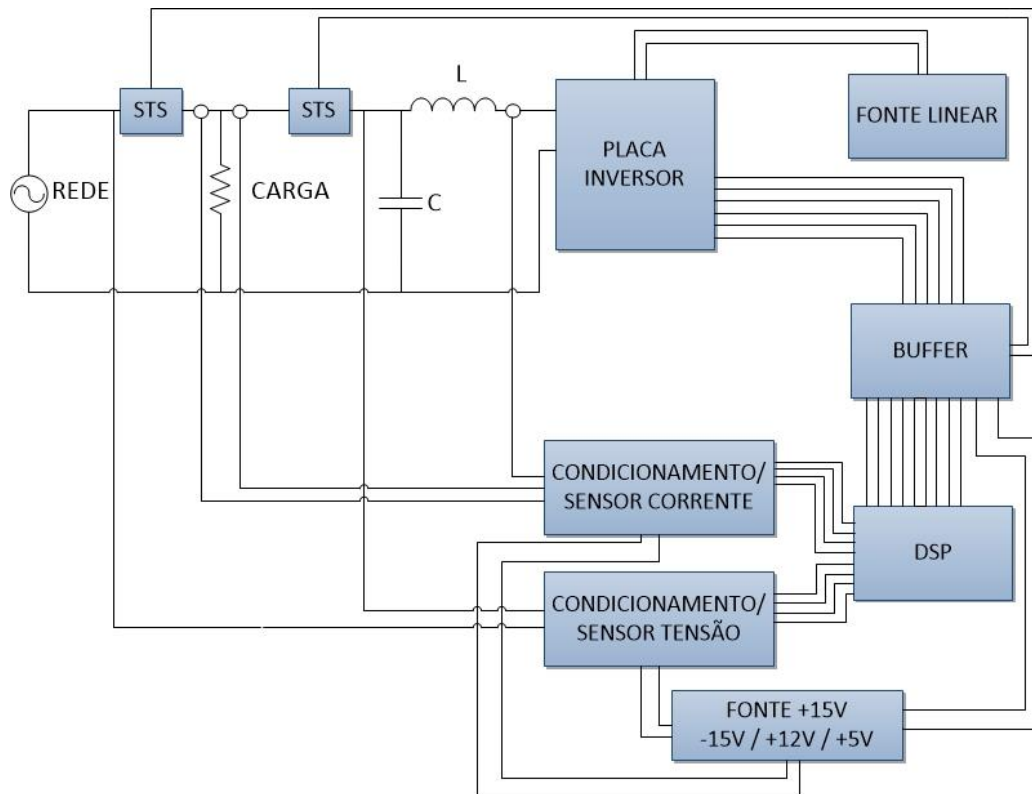 L
STS
STS
FONTE LINEAR
PLACA
INVERSOR
REDE
CARGA
C
BUFFER
CONDICIONAMENTO/
SENSOR CORRENTE
DSP
CONDICIONAMENTO/
SENSOR TENSÃO
FONTE +15V
-15V / +12V / +5V